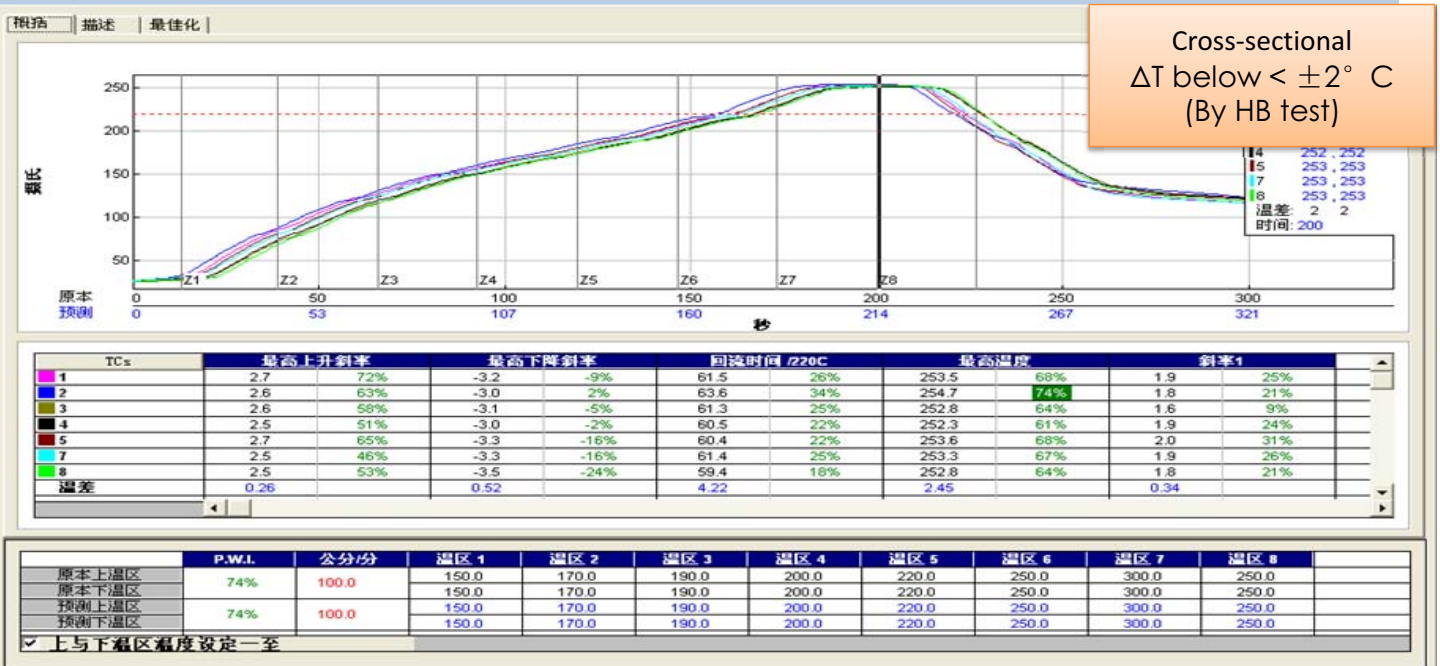 概括 描述 最佳化
Cross-sectional
ΔT below < ±2° C
(By HB test)
250
200
150
100
50
摄氏
4 252 , 252
5 253 , 253
7 253 , 253
8 253 , 253
温差: 2 2
时间: 200
Z1 Z2 Z3 Z4 Z5 Z6 Z7 Z8
原本 0 50 100 150 200 250 300
预测 0 53 107 160 214 267 321
秒
TCs 最高上升斜率 最高下降斜率 回流时间 /220C 最高温度 斜率1
1 2.7 72% -3.2 -9% 61.5 26% 253.5 68% 1.9 25%
2 2.6 63% -3.0 2% 63.6 34% 254.7 74% 1.8 21%
3 2.6 58% -3.1 -5% 61.3 25% 252.8 64% 1.6 9%
4 2.5 51% -3.0 -2% 60.5 22% 252.3 61% 1.9 24%
5 2.7 65% -3.3 -16% 60.4 22% 253.6 68% 2.0 31%
7 2.5 46% -3.3 -16% 61.4 25% 253.3 67% 1.9 26%
8 2.5 53% -3.5 -24% 59.4 18% 252.8 64% 1.8 21%
温差 0.26 0.52 4.22 2.45 0.34
P.W.I. 公分/分 温区 1 温区 2 温区 3 温区 4 温区 5 温区 6 温区 7 温区 8
原本上温区 74% 100.0 150.0 170.0 190.0 200.0 220.0 250.0 300.0 250.0
原本下温区 150.0 170.0 190.0 200.0 220.0 250.0 300.0 250.0
预测上温区 74% 100.0 150.0 170.0 190.0 200.0 220.0 250.0 300.0 250.0
预测下温区 150.0 170.0 190.0 200.0 220.0 250.0 300.0 250.0
上与下温区温度设定一至